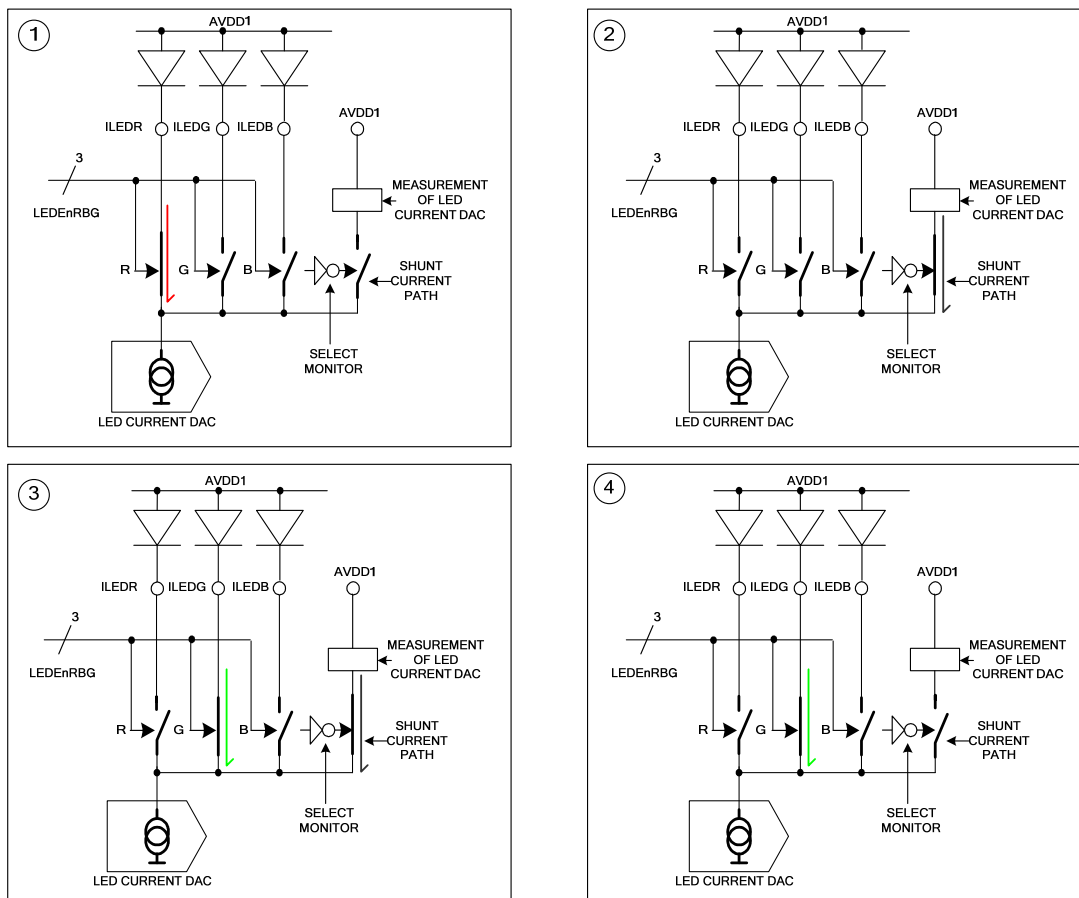 1
AVDD1
ILEDR
ILEDG
ILEDB
AVDD1
3
LEDEnRBG
MEASUREMENT
OF LED
CURRENT DAC
R
G
B
SHUNT
CURRENT
PATH
SELECT
MONITOR
LED CURRENT DAC
2
AVDD1
ILEDR
ILEDG
ILEDB
AVDD1
3
LEDEnRBG
MEASUREMENT
OF LED
CURRENT DAC
R
G
B
SHUNT
CURRENT
PATH
SELECT
MONITOR
LED CURRENT DAC
3
AVDD1
ILEDR
ILEDG
ILEDB
AVDD1
3
LEDEnRBG
MEASUREMENT
OF LED
CURRENT DAC
R
G
B
SHUNT
CURRENT
PATH
SELECT
MONITOR
LED CURRENT DAC
4
AVDD1
ILEDR
ILEDG
ILEDB
AVDD1
3
LEDEnRBG
MEASUREMENT
OF LED
CURRENT DAC
R
G
B
SHUNT
CURRENT
PATH
SELECT
MONITOR
LED CURRENT DAC